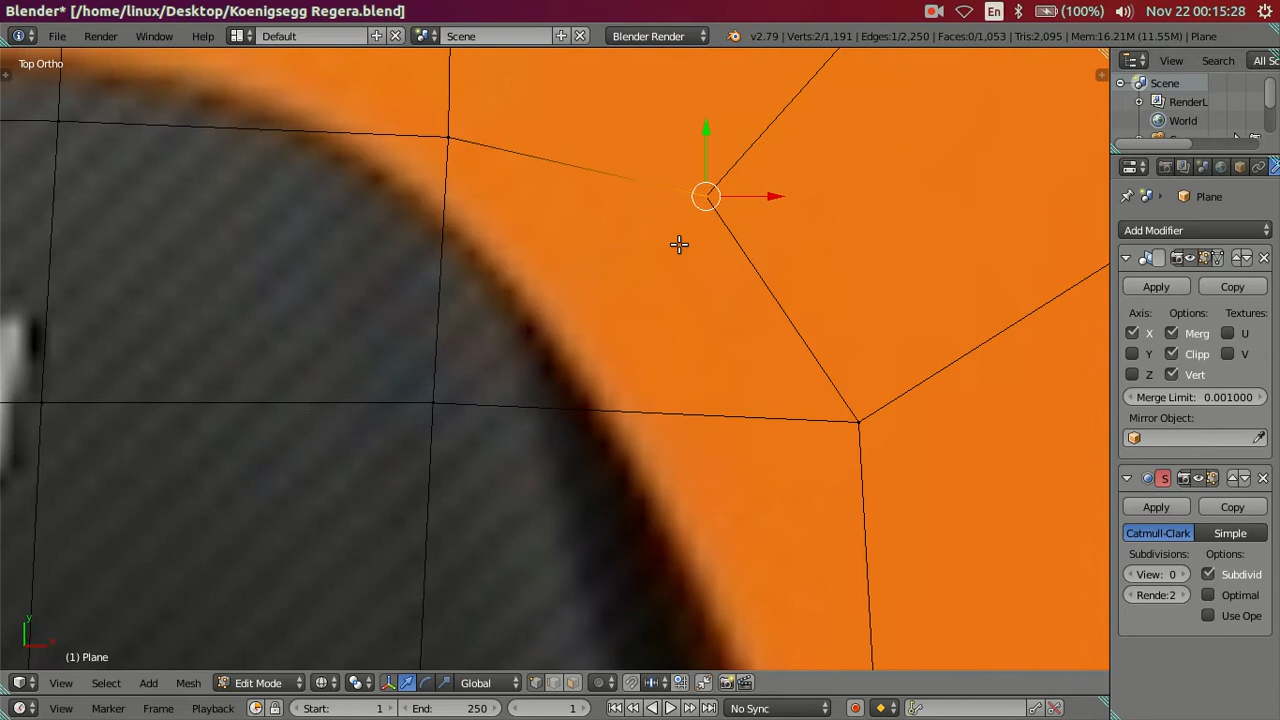 Blender* [/home/linux/Desktop/Koenigsegg Regera.blend]
En
(100%)
Nov 22 00:15:28
File
Render
Window
Help
Default
Scene
Blender Render
v2.79 | Verts:2/1,191 | Edges:1/2,250 | Faces:0/1,053 | Tris:2,095 | Mem:16.21M (11.55M) | Plane
Top Ortho
View
Search
All Sc
Scene
RenderL
World
Plane
Add Modifier
Apply
Copy
Axis:
Options:
Textures:
X
Merg
U
Y
Clipp
V
Z
Vert
Merge Limit: 0.001000
Mirror Object:
S
Apply
Copy
Catmull-Clark
Simple
Subdivisions:
Options:
View: 0
Subdivid
Rende:2
Optimal
Use Ope
y
(1) Plane
View
Select
Add
Mesh
Edit Mode
Global
View
Marker
Frame
Playback
Start: 1
End: 250
1
No Sync